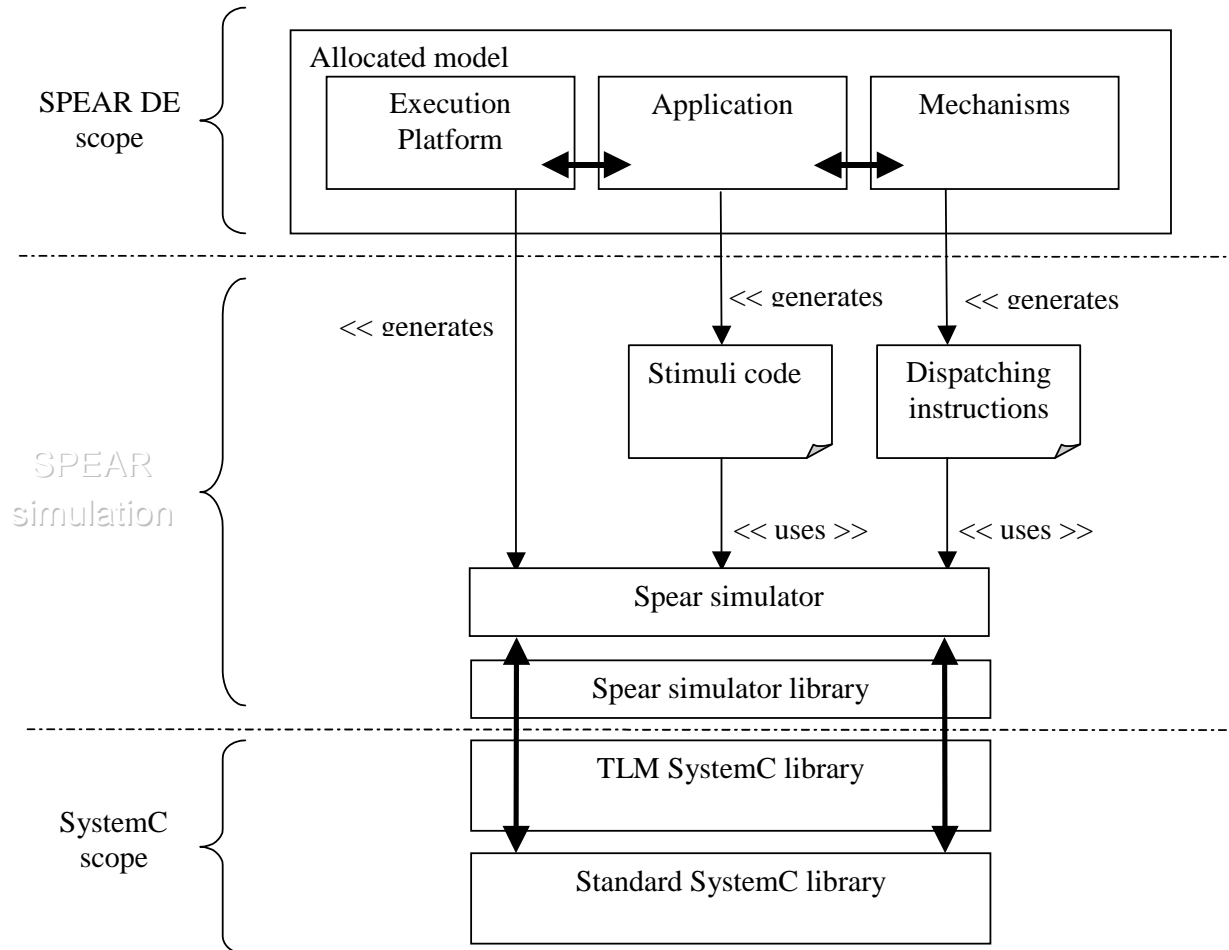 Allocated model
SPEAR DE
scope
Execution
Platform
Application
Mechanisms
<< generates
<< generates
<< generates
Stimuli code
Dispatching
instructions
SPEAR
simulation
<< uses >>
<< uses >>
Spear simulator
Spear simulator library
TLM SystemC library
SystemC
scope
Standard SystemC library